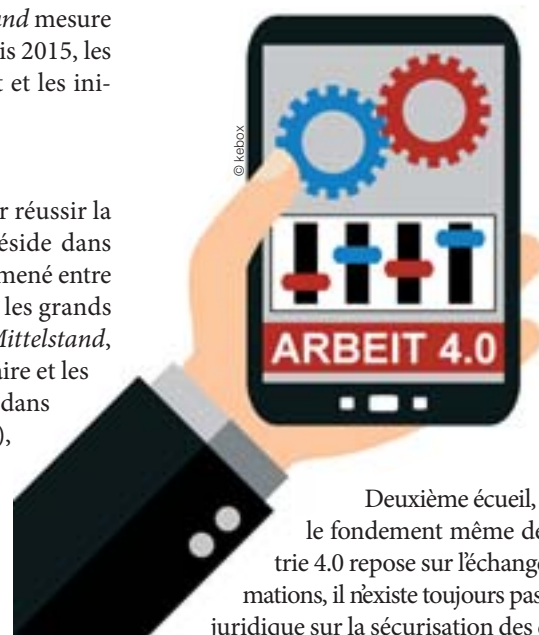 and mesure
is 2015, les
t et les ini-
r réussir la
éside dans
mené entre
les grands
Mittelstand,
aire et les
dans
),
© kebox
ARBEIT 4.0
Deuxième écueil,
le fondement même de
trie 4.0 repose sur l'échange
mations, il n'existe toujours pas
juridique sur la sécurisation des